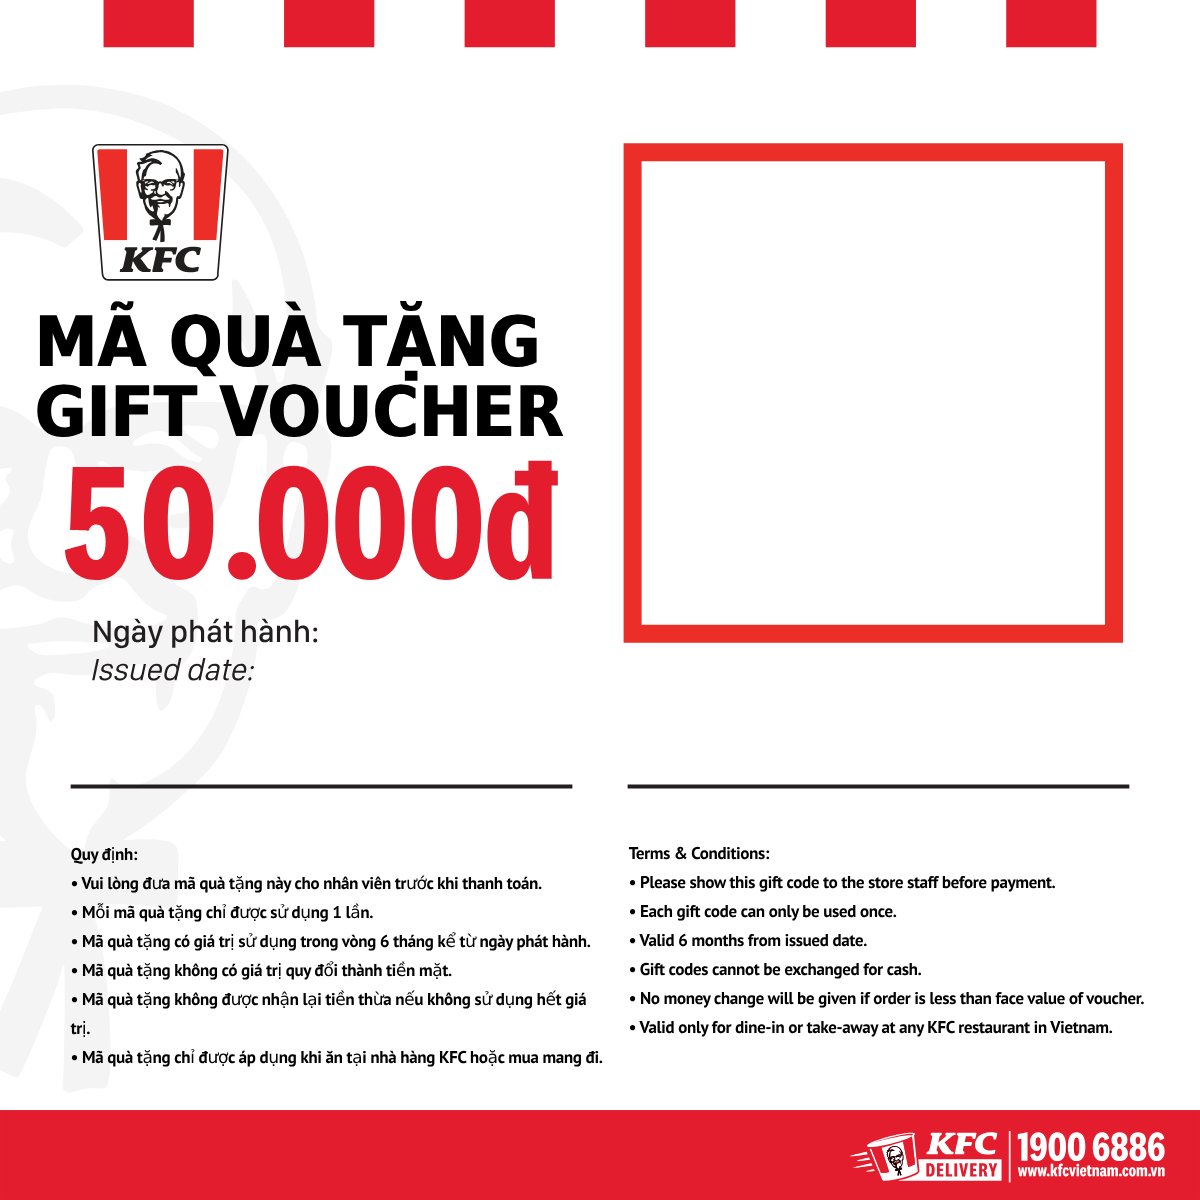 KFC
MÃ QUÀ TẶNG
GIFT VOUCHER
50.000đ
Ngày phát hành:
Issued date:
Quy định:
• Vui lòng đưa mã quà tặng này cho nhân viên trước khi thanh toán.
• Mỗi mã quà tặng chỉ được sử dụng 1 lần.
• Mã quà tặng có giá trị sử dụng trong vòng 6 tháng kể từ ngày phát hành.
• Mã quà tặng không có giá trị quy đổi thành tiền mặt.
• Mã quà tặng không được nhận lại tiền thừa nếu không sử dụng hết giá
trị.
• Mã quà tặng chỉ được áp dụng khi ăn tại nhà hàng KFC hoặc mua mang đi.
Terms & Conditions:
• Please show this gift code to the store staff before payment.
• Each gift code can only be used once.
• Valid 6 months from issued date.
• Gift codes cannot be exchanged for cash.
• No money change will be given if order is less than face value of voucher.
• Valid only for dine-in or take-away at any KFC restaurant in Vietnam.
KFC
DELIVERY
1900 6886
www.kfcvietnam.com.vn